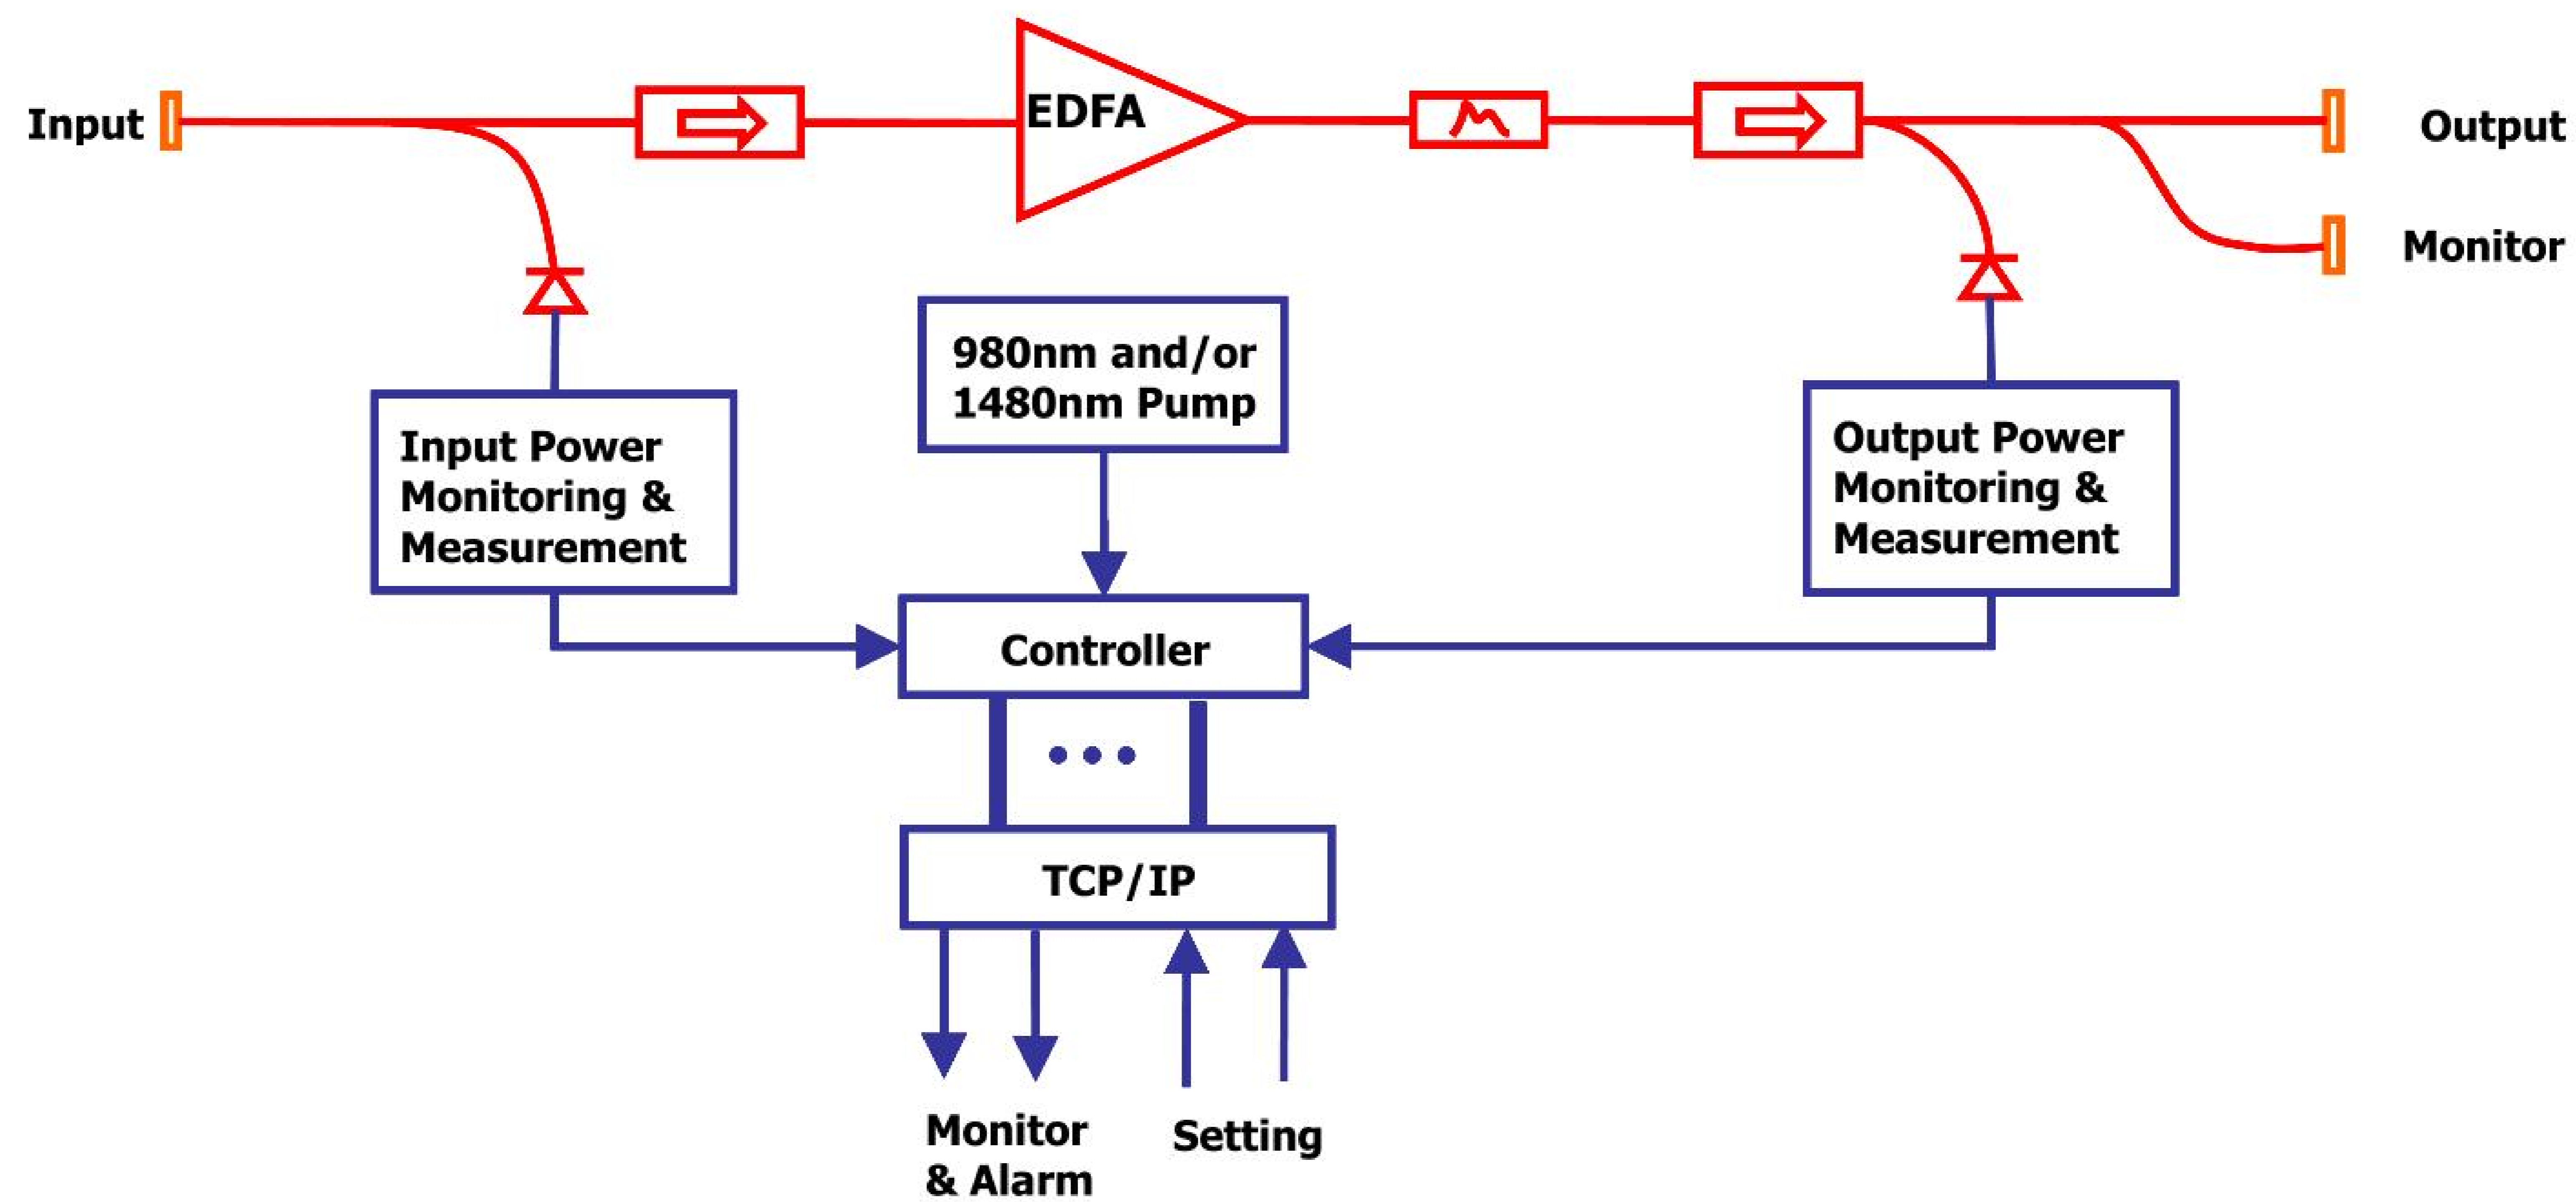 Input
EDFA
Output
Monitor
980nm and/or
1480nm Pump
Input Power
Monitoring &
Measurement
Output Power
Monitoring &
Measurement
Controller
TCP/IP
Monitor
& Alarm
Setting